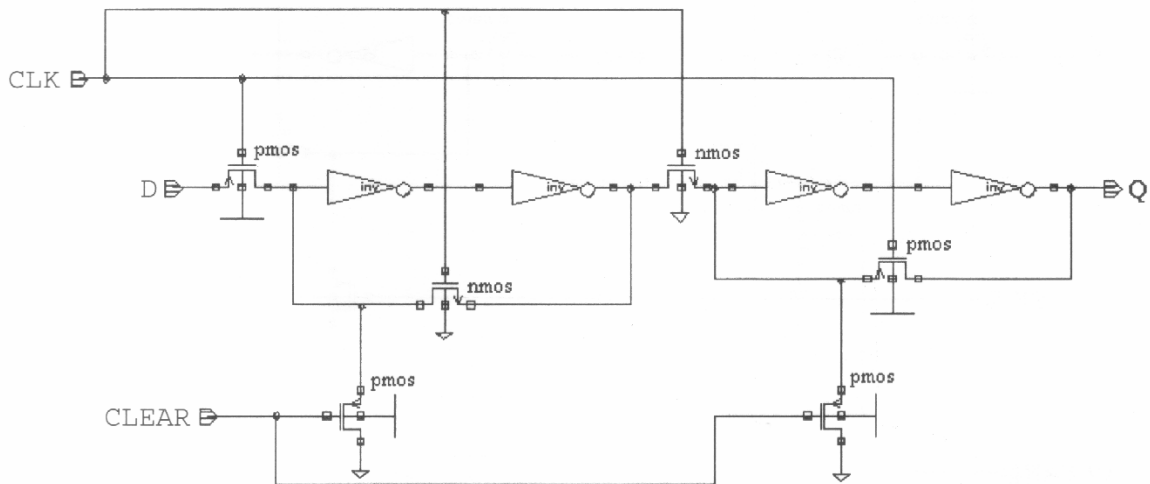 CLK
pmos
nmos
D
inv
inv
inv
inv
Q
pmos
nmos
pmos
pmos
CLEAR